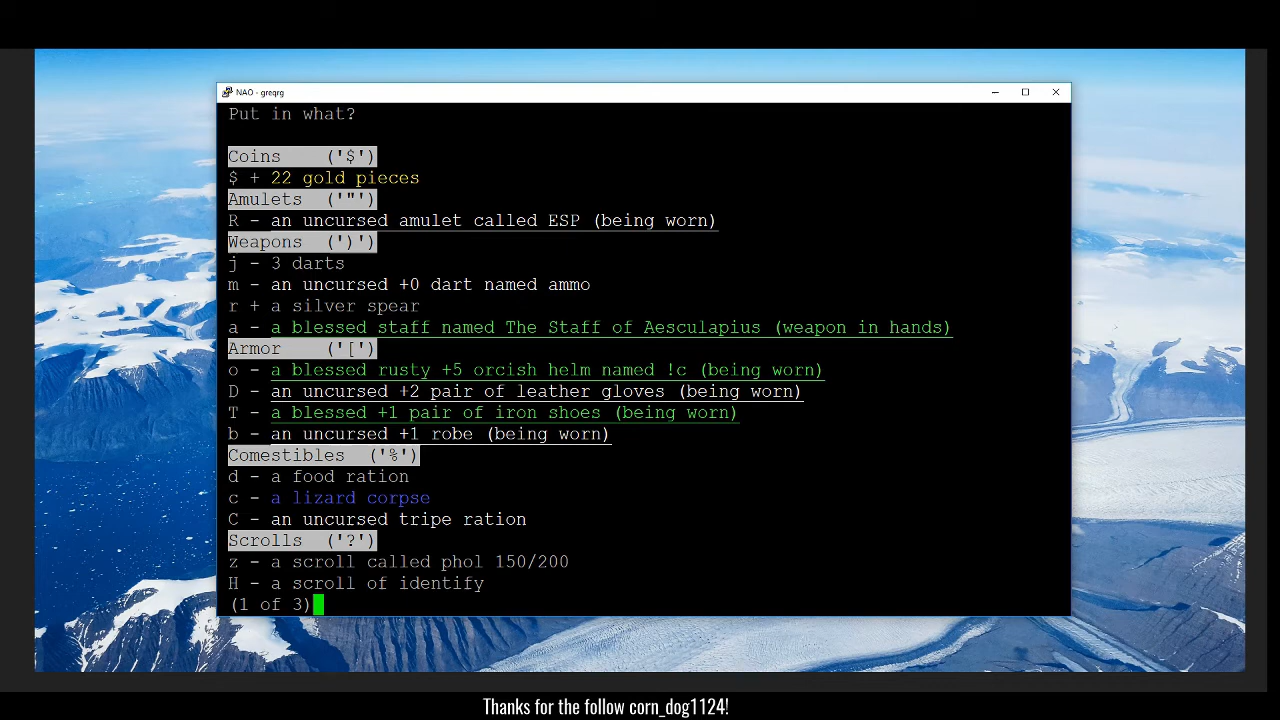 NAO - greqrg
Put in what?
Coins ('$')
$ + 22 gold pieces
Amulets ('"')
R - an uncursed amulet called ESP (being worn)
Weapons (')')
j - 3 darts
m - an uncursed +0 dart named ammo
r + a silver spear
a - a blessed staff named The Staff of Aesculapius (weapon in hands)
Armor ('[')
o - a blessed rusty +5 orcish helm named !c (being worn)
D - an uncursed +2 pair of leather gloves (being worn)
T - a blessed +1 pair of iron shoes (being worn)
b - an uncursed +1 robe (being worn)
Comestibles ('%')
d - a food ration
c - a lizard corpse
C - an uncursed tripe ration
Scrolls ('?')
z - a scroll called phol 150/200
H - a scroll of identify
(1 of 3)
Thanks for the follow corn_dog1124!